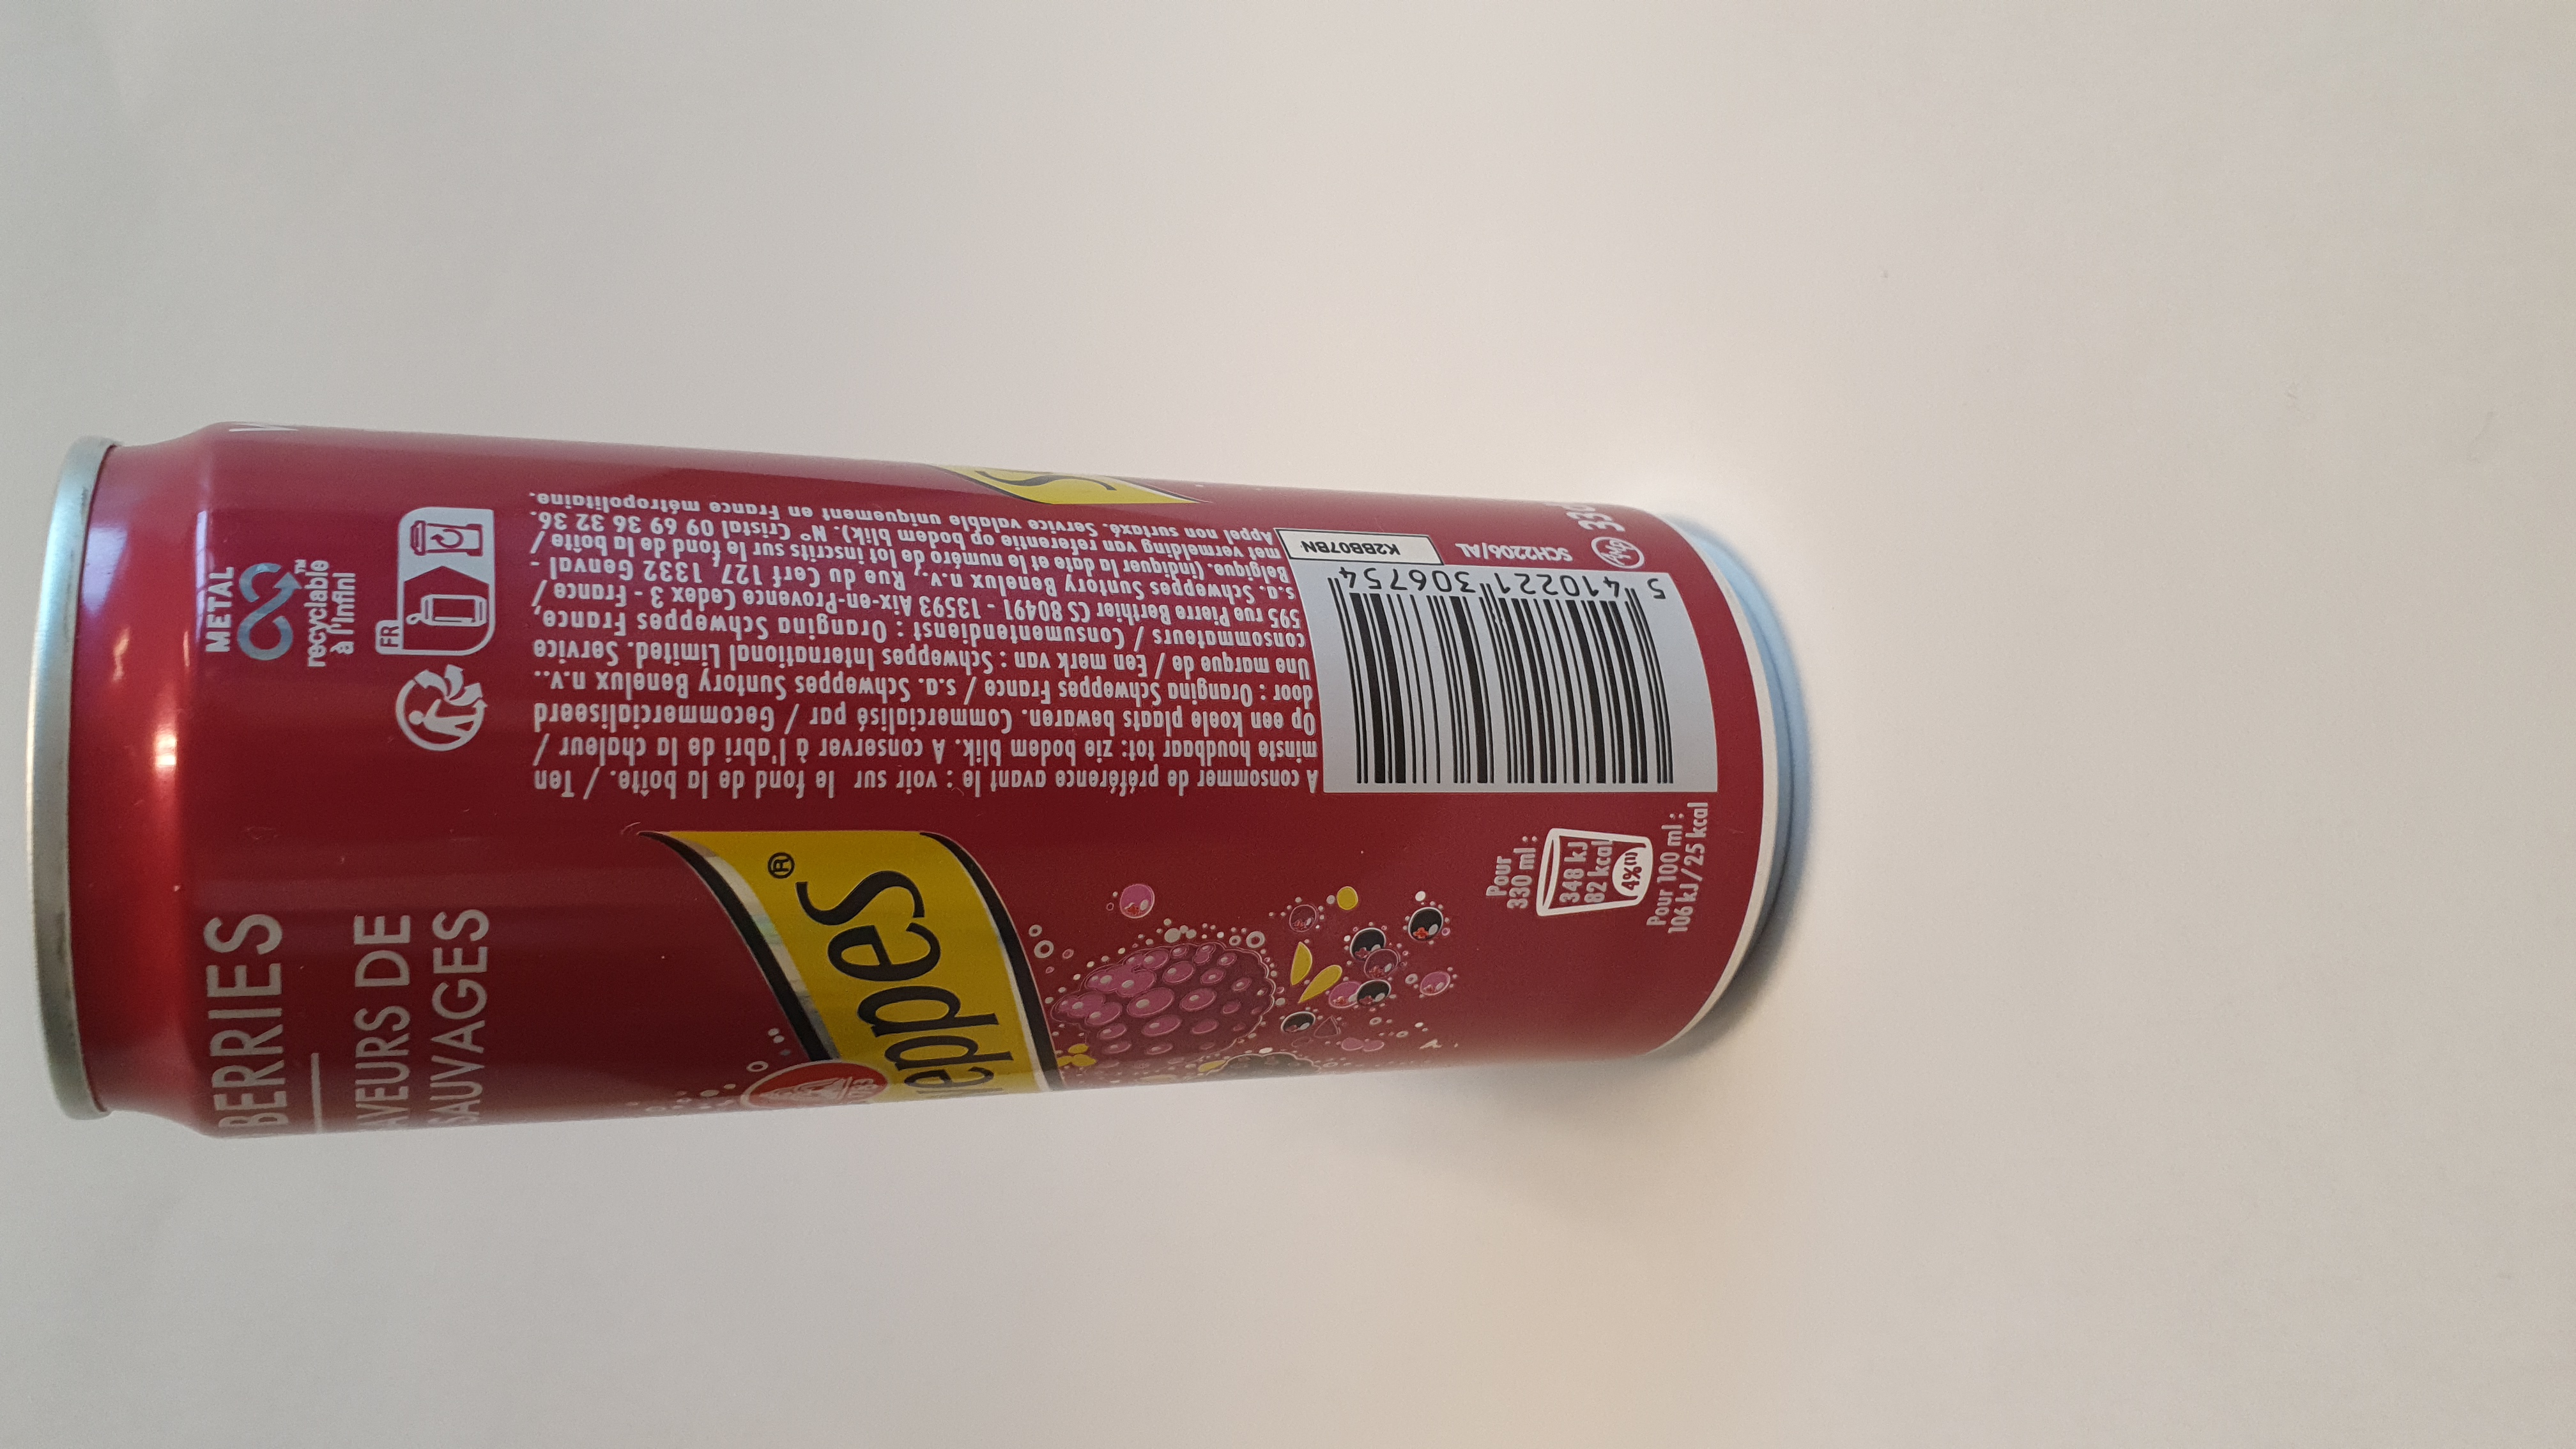 BERRIES
AVEURS DE
SAUVAGES
eppes®
METAL
recyclable™
à l'infini
FR
A consommer de préférence avant le : voir sur le fond de la boîte. / Ten
minste houdbaar tot: zie bodem blik. A conserver à l'abri de la chaleur /
Op een koele plaats bewaren. Commercialisé par / Gecommercialiseerd
door : Orangina Schweppes France / s.a. Schweppes Suntory Benelux n.v..
Une marque de / Een merk van : Schweppes International Limited. Service
consommateurs / Consumentendienst : Orangina Schweppes France,
595 rue Pierre Berthier CS 80491 - 13593 Aix-en-Provence Cedex 3 - France /
s.a. Schweppes Suntory Benelux n.v., Rue du Cerf 127, 1332 Genval -
Belgique. (indiquer la date et le numéro de lot inscrits sur le fond de la boîte /
met vermelding van referentie op bodem blik). N° Cristal 09 69 36 32 36.
Appel non surtaxé. Service valable uniquement en France métropolitaine.
Pour
330 ml :
348 kJ
82 kcal
4%(1)
Pour 100 ml :
106 kJ / 25 kcal
5 410221 306754
K2BB07BN
SCH2206/AL
AMP
33c